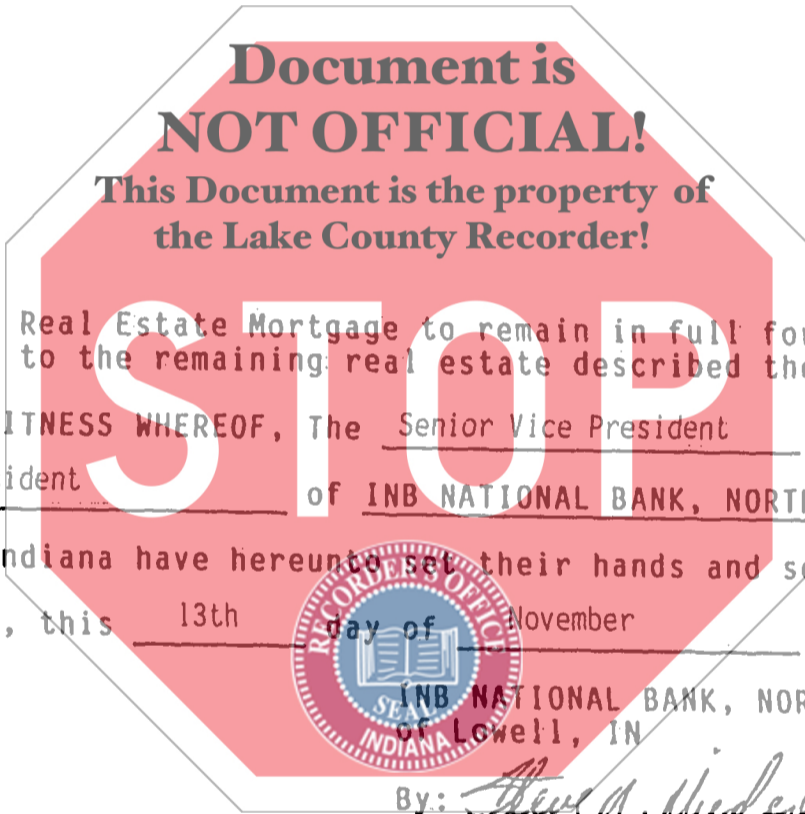 Document is
NOT OFFICIAL!
This Document is the property of
the Lake County Recorder!
STOP
Real Estate Mortgage to remain in full fo
to the remaining real estate described the
ITNESS WHEREOF, The Senior Vice President
ident of INB NATIONAL BANK, NORT
ndiana have hereunto set their hands and se
, this 13th day of November
RECORDER'S OFFICE
SEAL
INDIANA
INB NATIONAL BANK, NOR
of Lowell, IN
By: